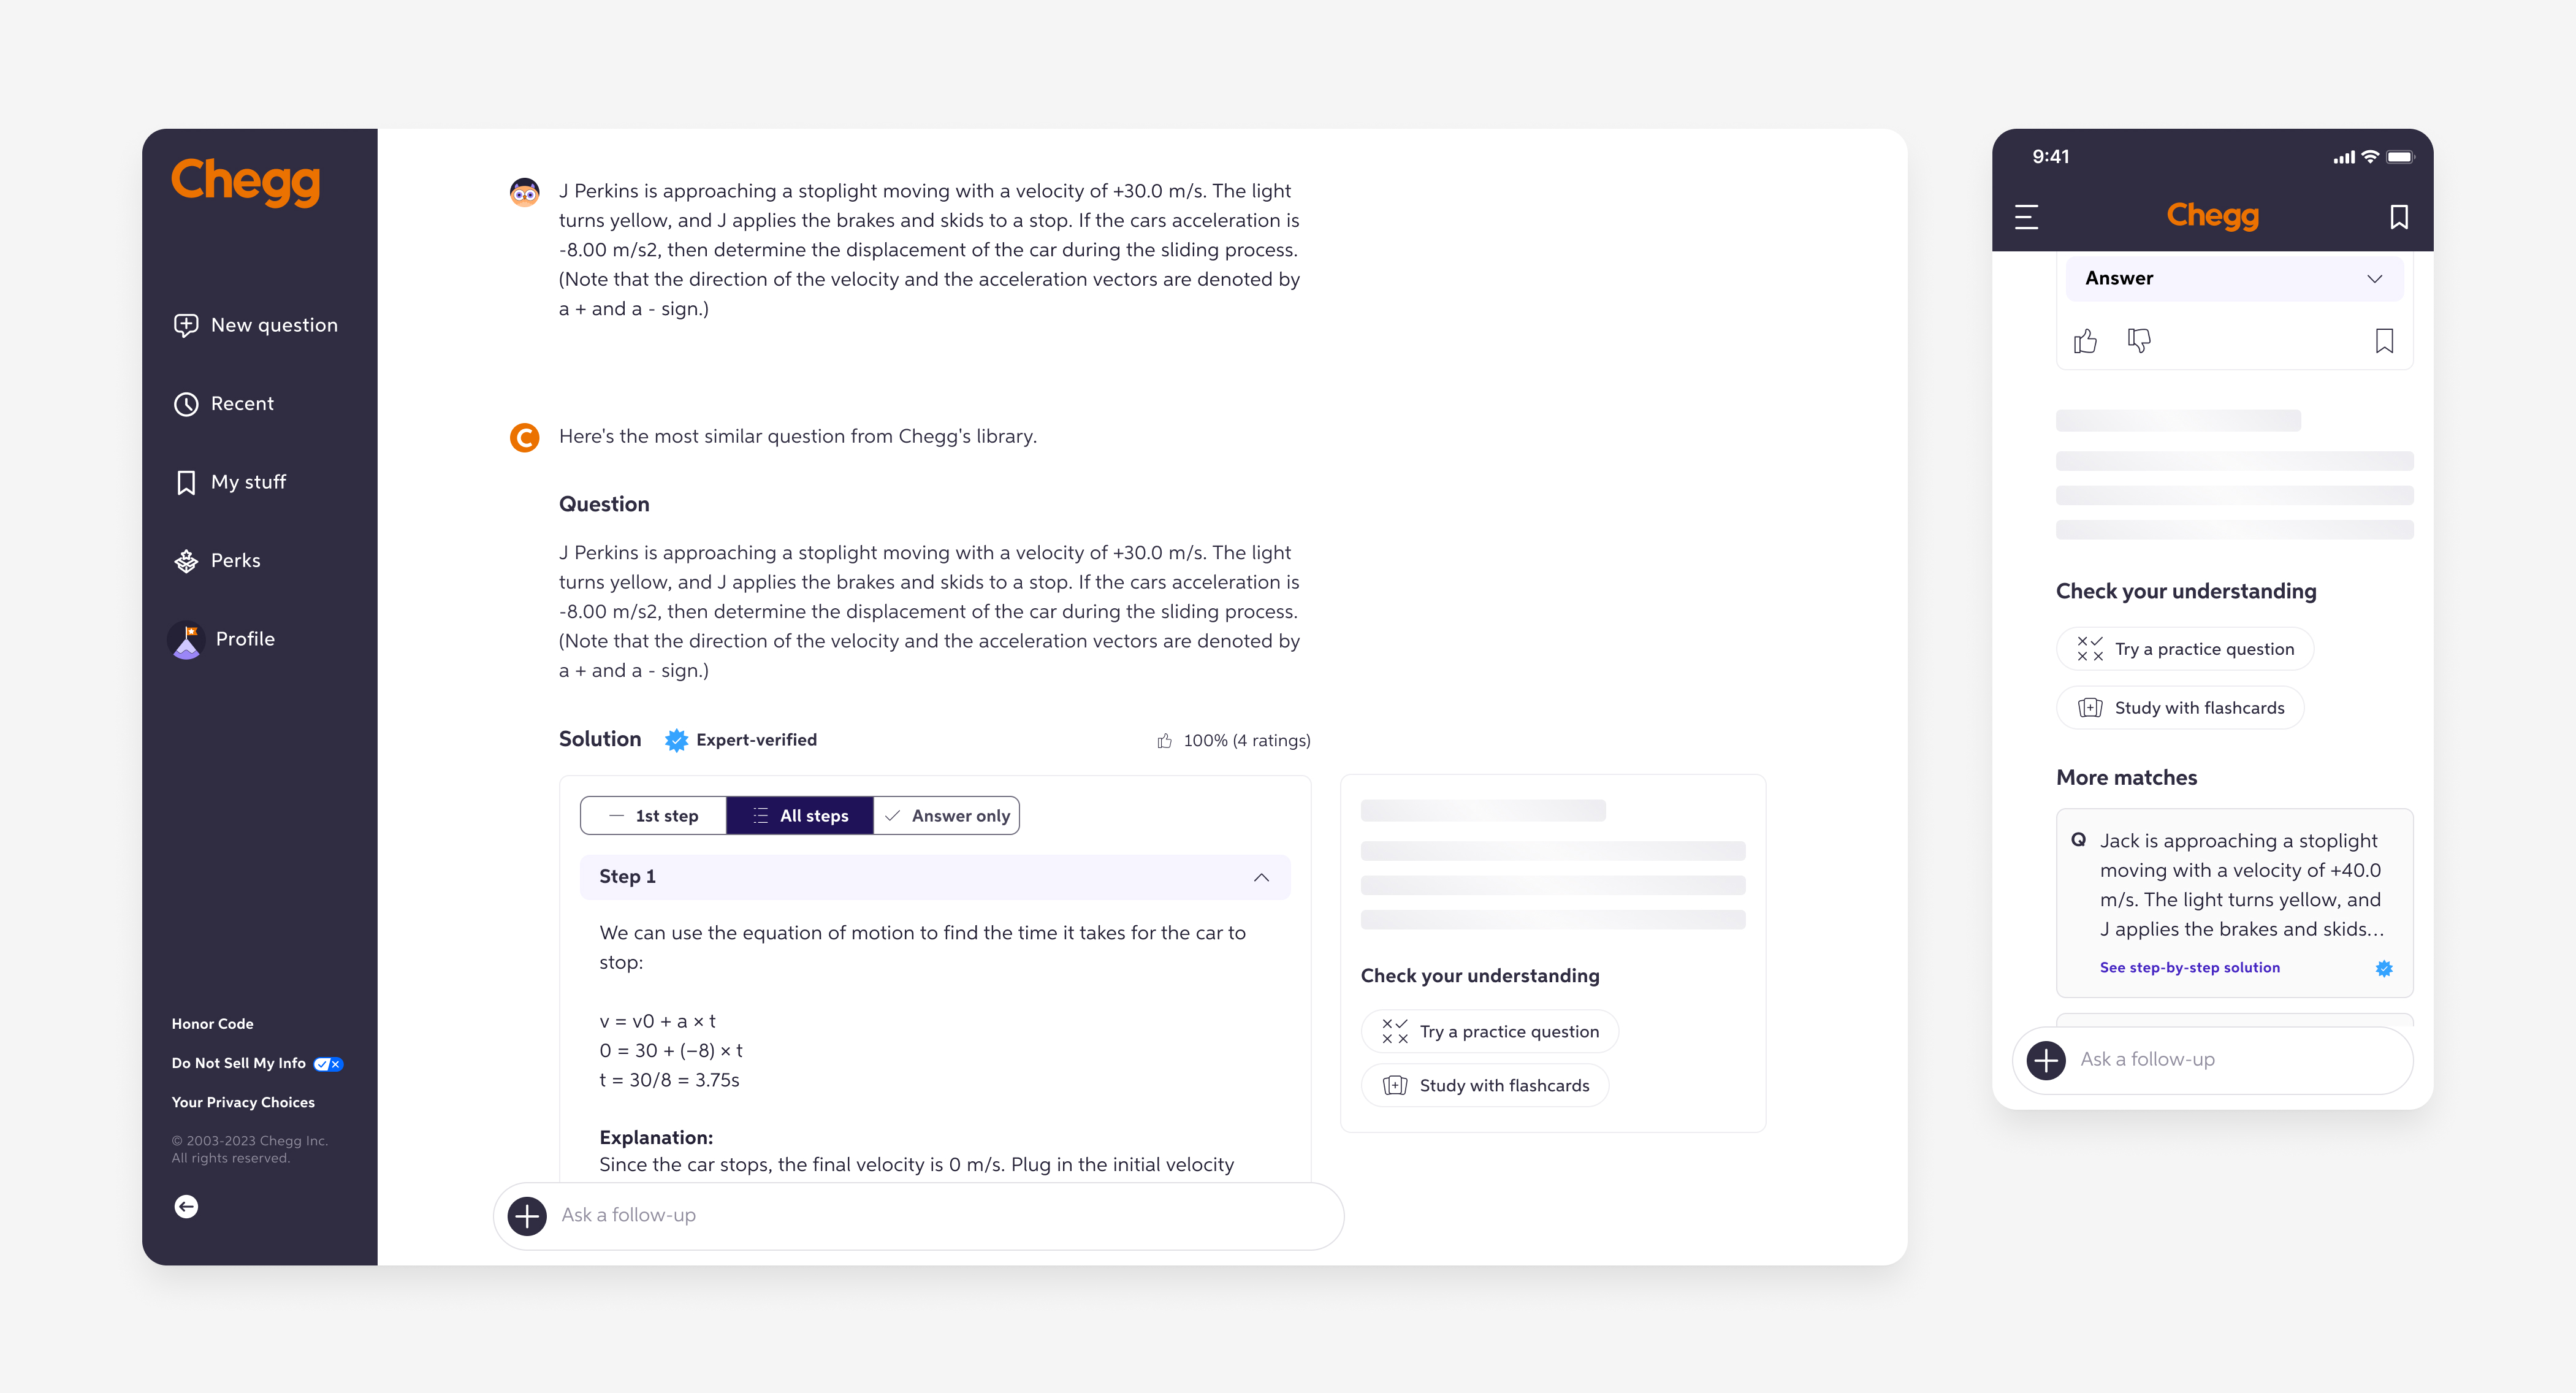 Chegg
New question
Recent
My stuff
Perks
Profile
Honor Code
Do Not Sell My Info
Your Privacy Choices
© 2003-2023 Chegg Inc.
All rights reserved.
J Perkins is approaching a stoplight moving with a velocity of +30.0 m/s. The light
turns yellow, and J applies the brakes and skids to a stop. If the cars acceleration is
-8.00 m/s2, then determine the displacement of the car during the sliding process.
(Note that the direction of the velocity and the acceleration vectors are denoted by
a + and a - sign.)
C
Here's the most similar question from Chegg's library.
Question
J Perkins is approaching a stoplight moving with a velocity of +30.0 m/s. The light
turns yellow, and J applies the brakes and skids to a stop. If the cars acceleration is
-8.00 m/s2, then determine the displacement of the car during the sliding process.
(Note that the direction of the velocity and the acceleration vectors are denoted by
a + and a - sign.)
Solution Expert-verified 100% (4 ratings)
1st step All steps Answer only
Step 1
We can use the equation of motion to find the time it takes for the car to
stop:
v = v0 + a × t
0 = 30 + (−8) × t
t = 30/8 = 3.75s
Explanation:
Since the car stops, the final velocity is 0 m/s. Plug in the initial velocity
Ask a follow-up
Check your understanding
Try a practice question
Study with flashcards
9:41
Chegg
Answer
Check your understanding
Try a practice question
Study with flashcards
More matches
Q Jack is approaching a stoplight
moving with a velocity of +40.0
m/s. The light turns yellow, and
J applies the brakes and skids...
See step-by-step solution
Ask a follow-up